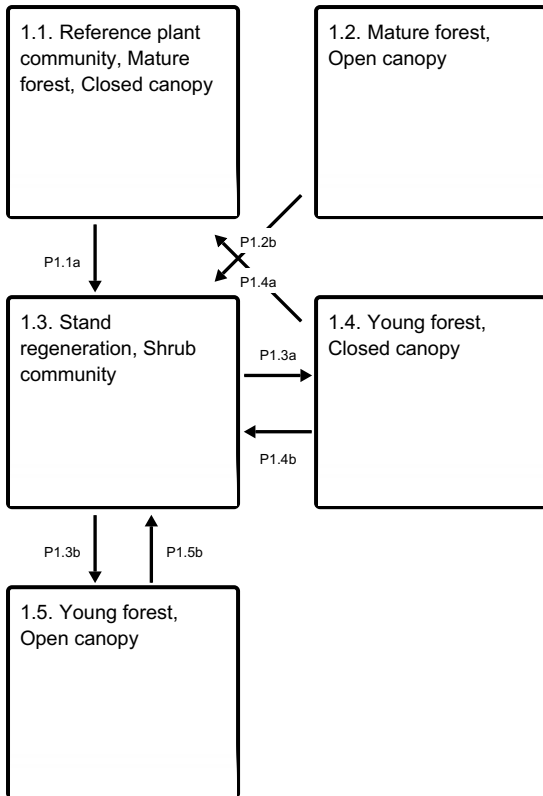 1.1. Reference plant
community, Mature
forest, Closed canopy
1.2. Mature forest,
Open canopy
P1.1a
P1.2b
P1.4a
1.3. Stand
regeneration, Shrub
community
P1.3a
P1.4b
1.4. Young forest,
Closed canopy
P1.3b
P1.5b
1.5. Young forest,
Open canopy